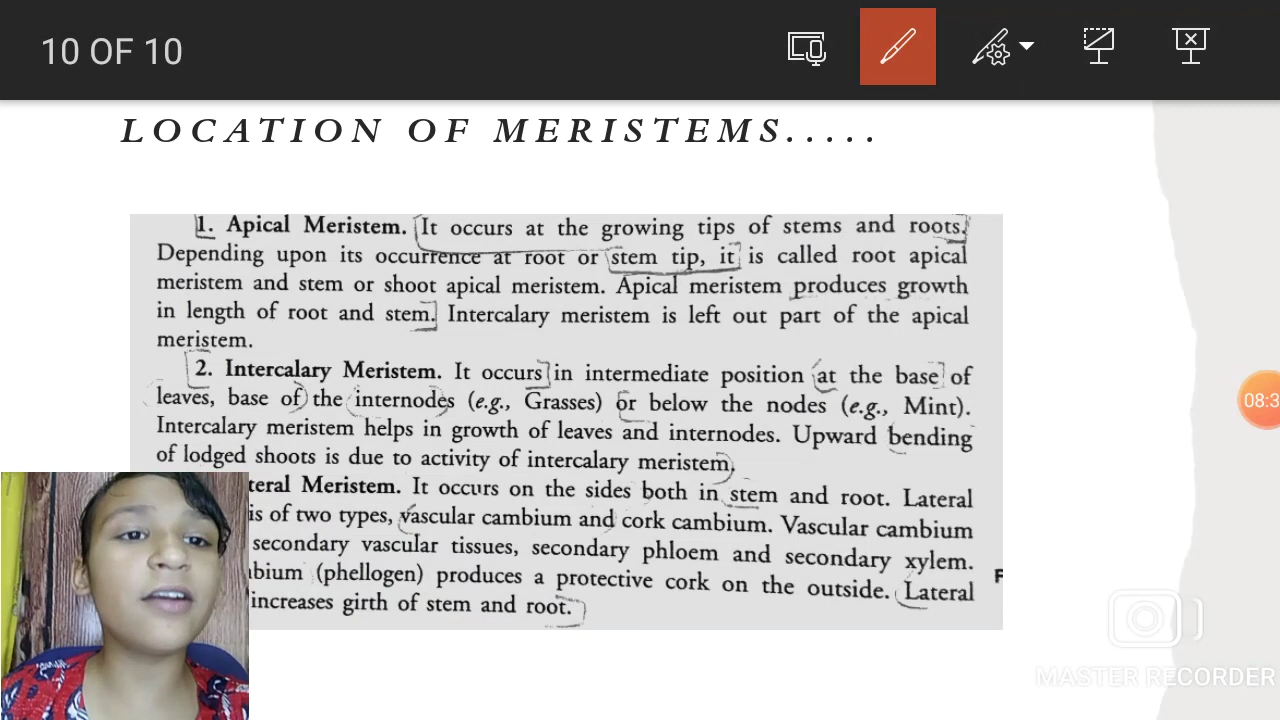 10 OF 10
LOCATION OF MERISTEMS.....
1. Apical Meristem. It occurs at the growing tips of stems and roots.
Depending upon its occurrence at root or stem tip, it is called root apical
meristem and stem or shoot apical meristem. Apical meristem produces growth
in length of root and stem. Intercalary meristem is left out part of the apical
meristem.
2. Intercalary Meristem. It occurs in intermediate position at the base of
leaves, base of the internodes (e.g., Grasses) or below the nodes (e.g., Mint).
Intercalary meristem helps in growth of leaves and internodes. Upward bending
of lodged shoots is due to activity of intercalary meristem.
Meristem. It occurs on the sides both in stem and root. Lateral
is of two types, vascular cambium and cork cambium. Vascular cambium
secondary vascular tissues, secondary phloem and secondary xylem.
(phellogen) produces a protective cork on the outside. Lateral
increases girth of stem and root.
08:3
MASTER RECORDER